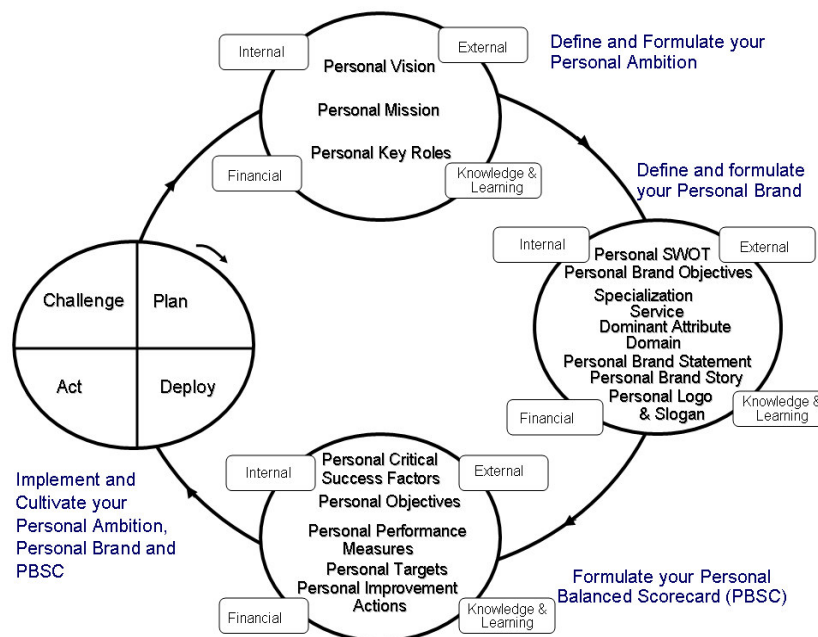 Internal
External
Personal Vision
Personal Mission
Personal Key Roles
Financial
Knowledge &
Learning
Define and Formulate your
Personal Ambition
Define and formulate
your Personal Brand
Internal
External
Personal SWOT
Personal Brand Objectives
Specialization
Service
Dominant Attribute
Domain
Personal Brand Statement
Personal Brand Story
Personal Logo
& Slogan
Financial
Knowledge &
Learning
Challenge
Plan
Act
Deploy
Implement and
Cultivate your
Personal Ambition,
Personal Brand and
PBSC
Internal
External
Personal Critical
Success Factors
Personal Objectives
Personal Performance
Measures
Personal Targets
Personal Improvement
Actions
Financial
Knowledge &
Learning
Formulate your Personal
Balanced Scorecard (PBSC)